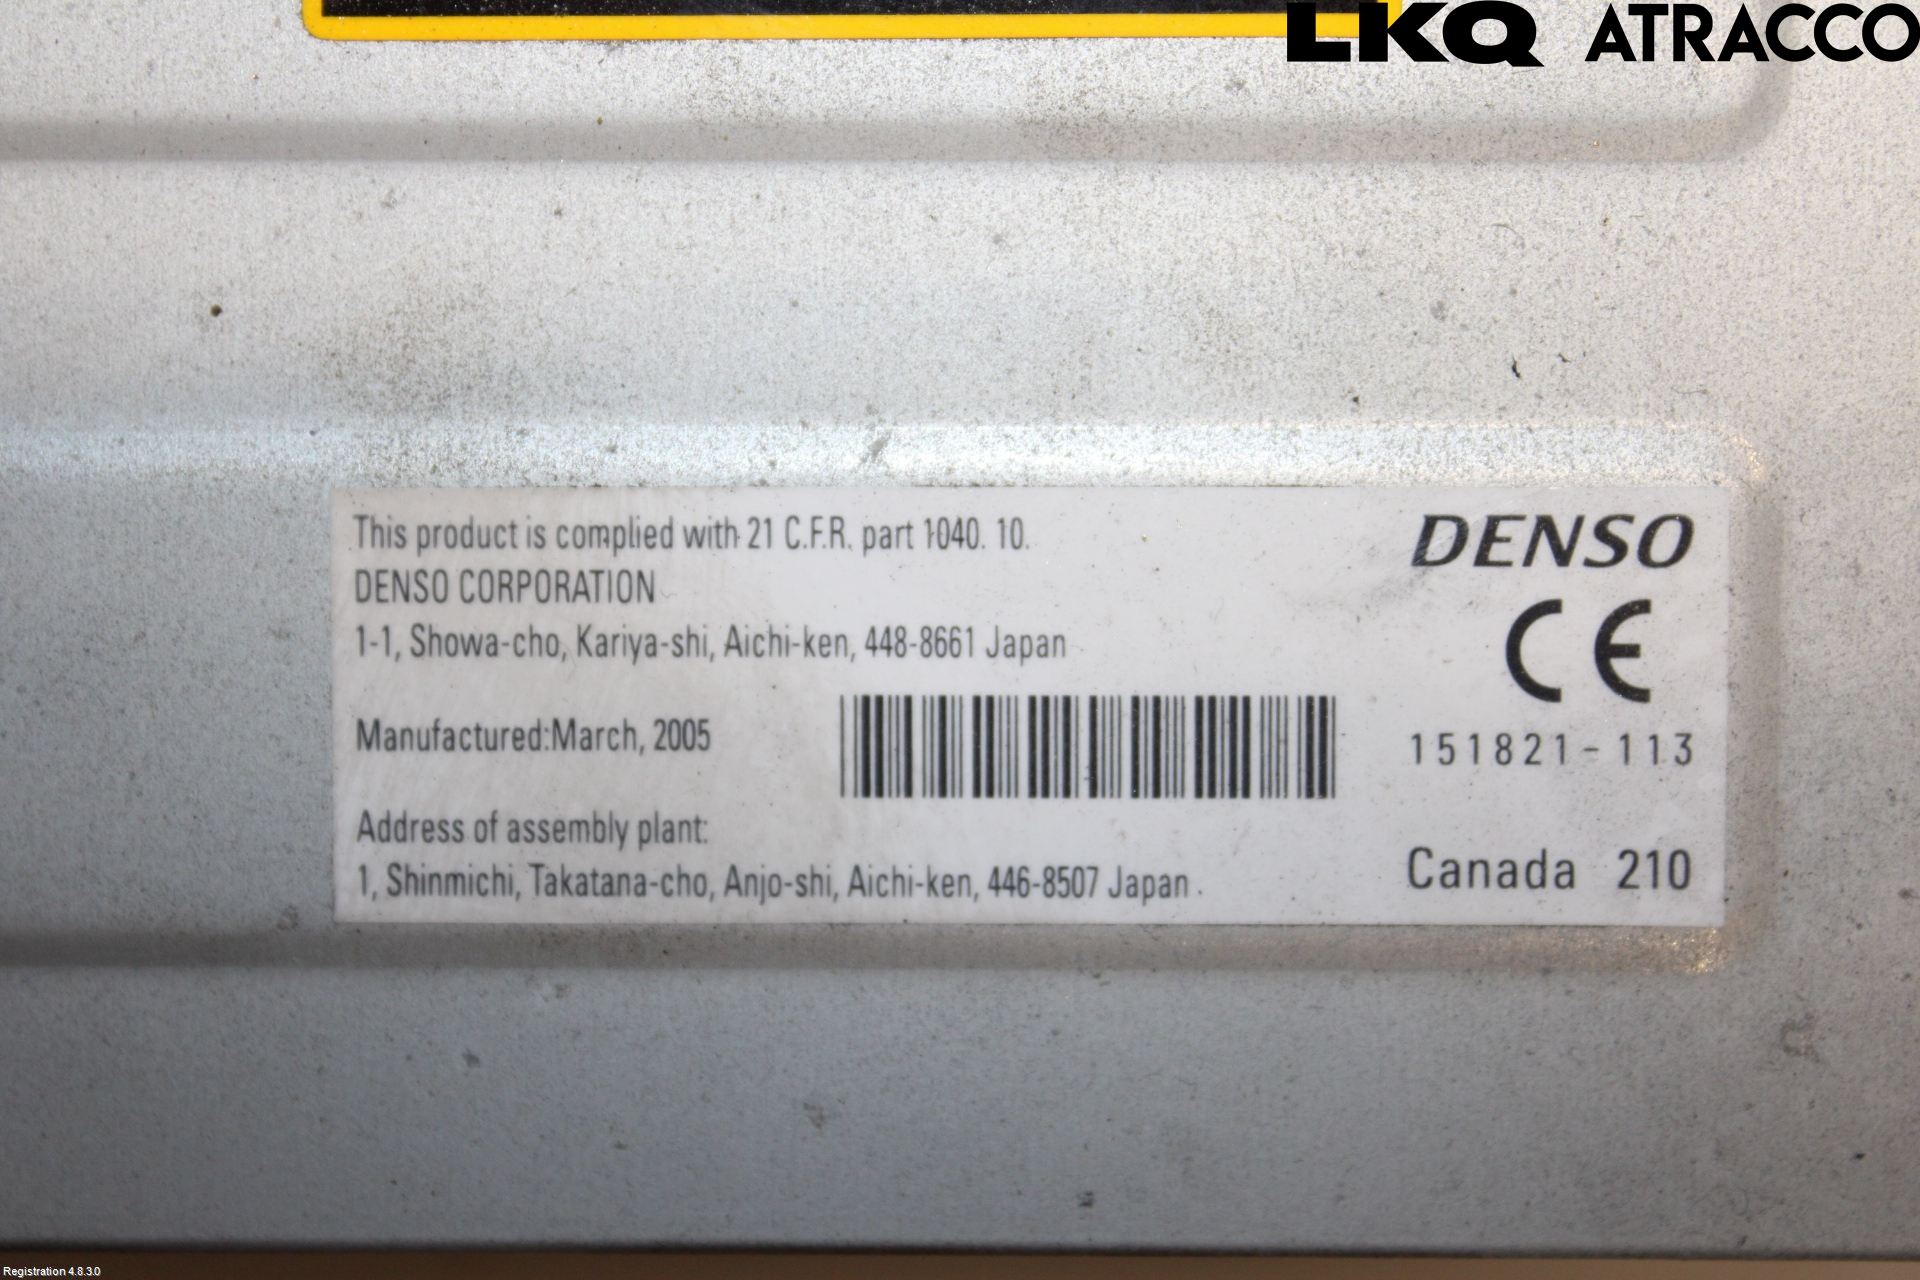 LKQ ATRACCO
This product is complied with 21 C.F.R. part 1040. 10.
DENSO CORPORATION
1-1, Showa-cho, Kariya-shi, Aichi-ken, 448-8661 Japan
Manufactured:March, 2005
Address of assembly plant:
1, Shinmichi, Takatana-cho, Anjo-shi, Aichi-ken, 446-8507 Japan .
DENSO
CE
151821-113
Canada 210
Registration 4.8.3.0